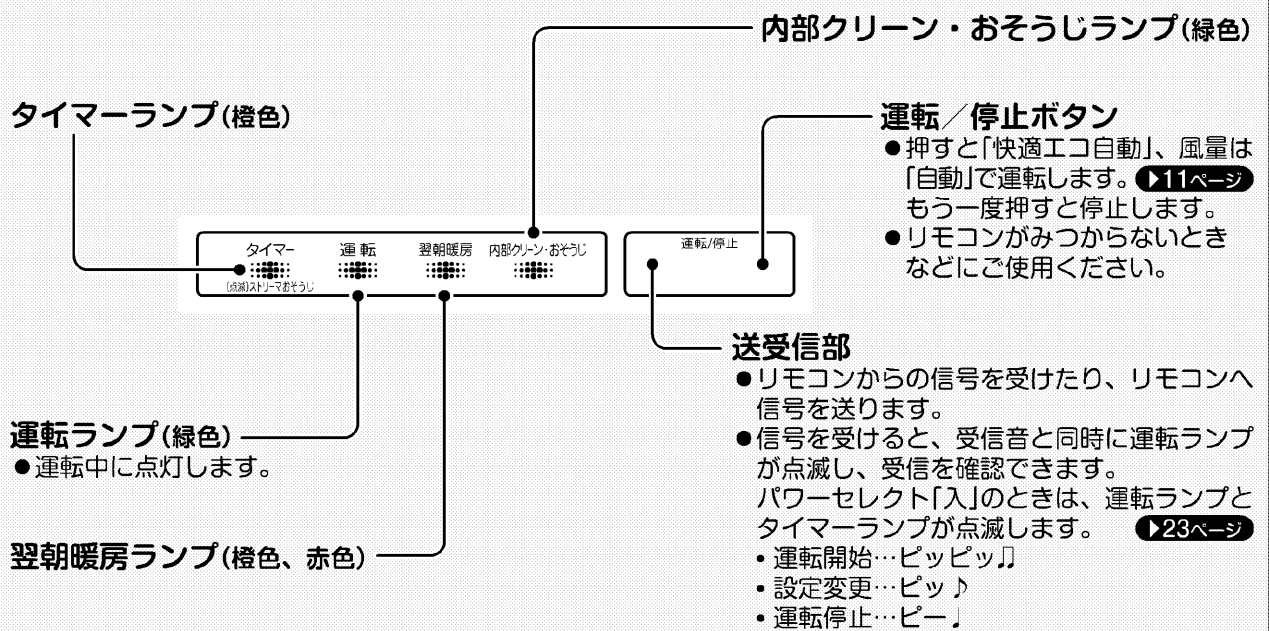 内部クリーン・おそうじランプ(緑色)
タイマーランプ(橙色)
運転／停止ボタン
●押すと「快適エコ自動」、風量は
「自動」で運転します。▶11ページ
もう一度押すと停止します。
●リモコンがみつからないとき
などにご使用ください。
タイマー
運転
翌朝暖房
内部クリーン・おそうじ
(点滅)ストリーマおそうじ
運転/停止
送受信部
●リモコンからの信号を受けたり、リモコンへ
信号を送ります。
●信号を受けると、受信音と同時に運転ランプ
が点滅し、受信を確認できます。
パワーセレクト「入」のときは、運転ランプと
タイマーランプが点滅します。 ▶23ページ
・運転開始…ピッピッ♫
・設定変更…ピッ♪
・運転停止…ピー♩
運転ランプ(緑色)
●運転中に点灯します。
翌朝暖房ランプ(橙色、赤色)